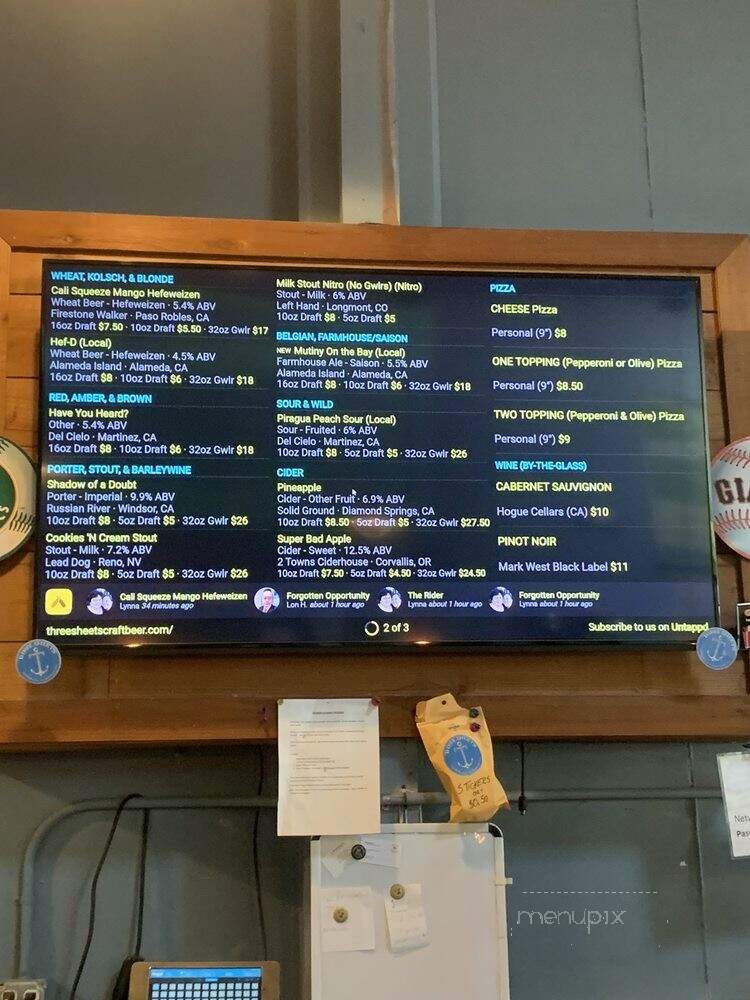 WHEAT, KOLSCH, & BLONDE
Cali Squeeze Mango Hefeweizen
Wheat Beer - Hefeweizen · 5.4% ABV
Firestone Walker · Paso Robles, CA
16oz Draft $7.50 · 10oz Draft $5.50 · 32oz Gwlr $17
Hef-D (Local)
Wheat Beer - Hefeweizen · 4.5% ABV
Alameda Island · Alameda, CA
16oz Draft $8 · 10oz Draft $6 · 32oz Gwlr $18
RED, AMBER, & BROWN
Have You Heard?
Other · 5.4% ABV
Del Cielo · Martinez, CA
16oz Draft $8 · 10oz Draft $6 · 32oz Gwlr $18
PORTER, STOUT, & BARLEYWINE
Shadow of a Doubt
Porter - Imperial · 9.9% ABV
Russian River · Windsor, CA
10oz Draft $8 · 5oz Draft $5 · 32oz Gwlr $26
Cookies 'N Cream Stout
Stout - Milk · 7.2% ABV
Lead Dog · Reno, NV
10oz Draft $8 · 5oz Draft $5 · 32oz Gwlr $26
Milk Stout Nitro (No Gwlrs) (Nitro)
Stout - Milk · 6% ABV
Left Hand · Longmont, CO
10oz Draft $8 · 5oz Draft $5
BELGIAN, FARMHOUSE/SAISON
NEW Mutiny On the Bay (Local)
Farmhouse Ale - Saison · 5.5% ABV
Alameda Island · Alameda, CA
16oz Draft $8 · 10oz Draft $6 · 32oz Gwlr $18
SOUR & WILD
Piragua Peach Sour (Local)
Sour - Fruited · 6% ABV
Del Cielo · Martinez, CA
10oz Draft $8 · 5oz Draft $5 · 32oz Gwlr $26
CIDER
Pineapple
Cider - Other Fruit · 6.9% ABV
Solid Ground · Diamond Springs, CA
10oz Draft $8.50 · 5oz Draft $5 · 32oz Gwlr $27.50
Super Bad Apple
Cider - Sweet · 12.5% ABV
2 Towns Ciderhouse · Corvallis, OR
10oz Draft $7.50 · 5oz Draft $4.50 · 32oz Gwlr $24.50
PIZZA
CHEESE Pizza
Personal (9") $8
ONE TOPPING (Pepperoni or Olive) Pizza
Personal (9") $8.50
TWO TOPPING (Pepperoni & Olive) Pizza
Personal (9") $9
WINE (BY-THE-GLASS)
CABERNET SAUVIGNON
Hogue Cellars (CA) $10
PINOT NOIR
Mark West Black Label $11
Cali Squeeze Mango Hefeweizen
Lynna 34 minutes ago
Forgotten Opportunity
Lon H. about 1 hour ago
The Rider
Lynna about 1 hour ago
Forgotten Opportunity
Lynna about 1 hour ago
threesheetscraftbeer.com/
2 of 3
Subscribe to us on Untappd
GIA
STICKERS
$0.50
Netw
Pas
menupix